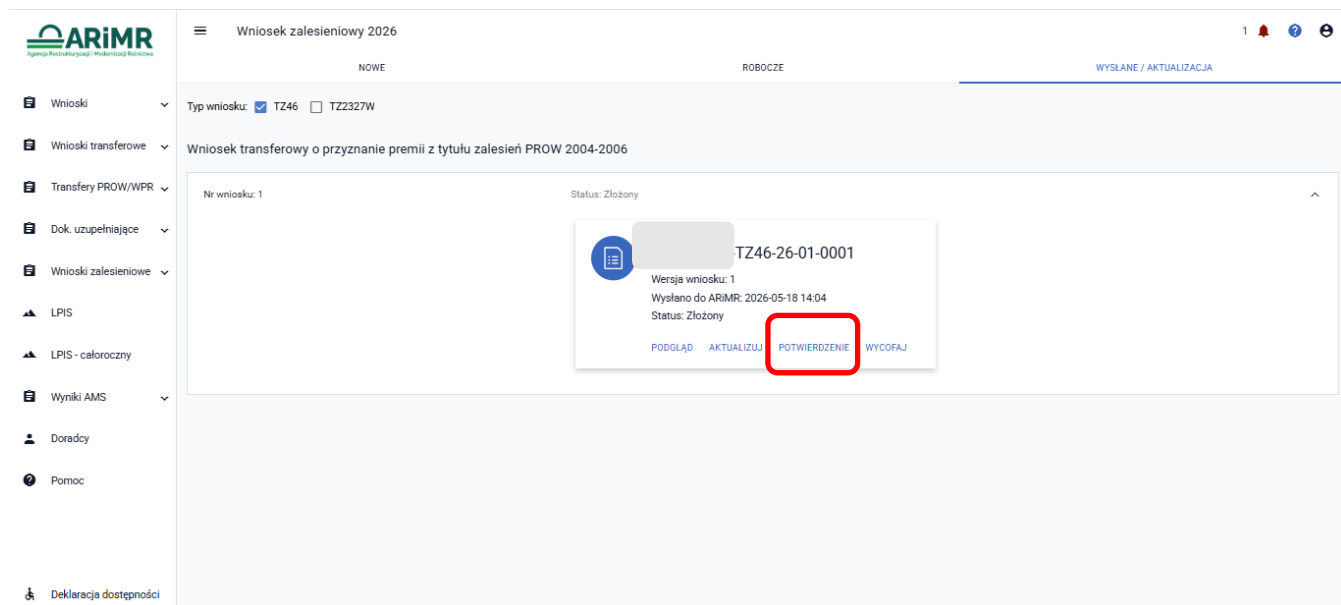 ARiMR
Agencja Restrukturyzacji i Modernizacji Rolnictwa
Wniosek zalesieniowy 2026
1
NOWE
ROBOCZE
WYSŁANE / AKTUALIZACJA
Wnioski
Wnioski transferowe
Transfery PROW/WPR
Dok. uzupełniające
Wnioski zalesieniowe
LPIS
LPIS - całoroczny
Wyniki AMS
Doradcy
Pomoc
Deklaracja dostępności
Typ wniosku: TZ46 TZ2327W
Wniosek transferowy o przyznanie premii z tytułu zalesień PROW 2004-2006
Nr wniosku: 1
Status: Złożony
-TZ46-26-01-0001
Wersja wniosku: 1
Wysłano do ARiMR: 2026-05-18 14:04
Status: Złożony
PODGLĄD AKTUALIZUJ POTWIERDZENIE WYCOFAJ